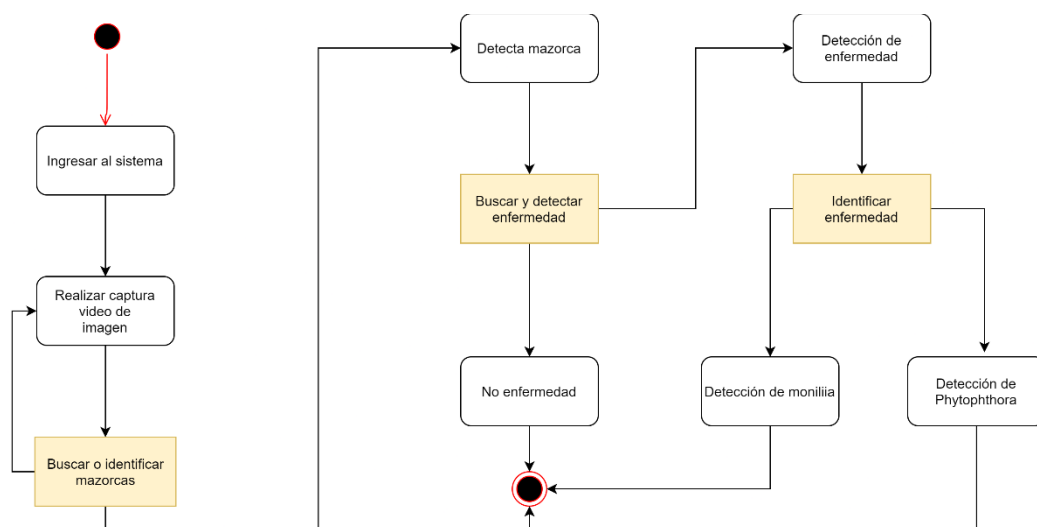 Ingresar al sistema
Realizar captura
video de
imagen
Buscar o identificar
mazorcas
Detecta mazorca
Buscar y detectar
enfermedad
No enfermedad
Detección de
enfermedad
Identificar
enfermedad
Detección de moniliia
Detección de
Phytophthora